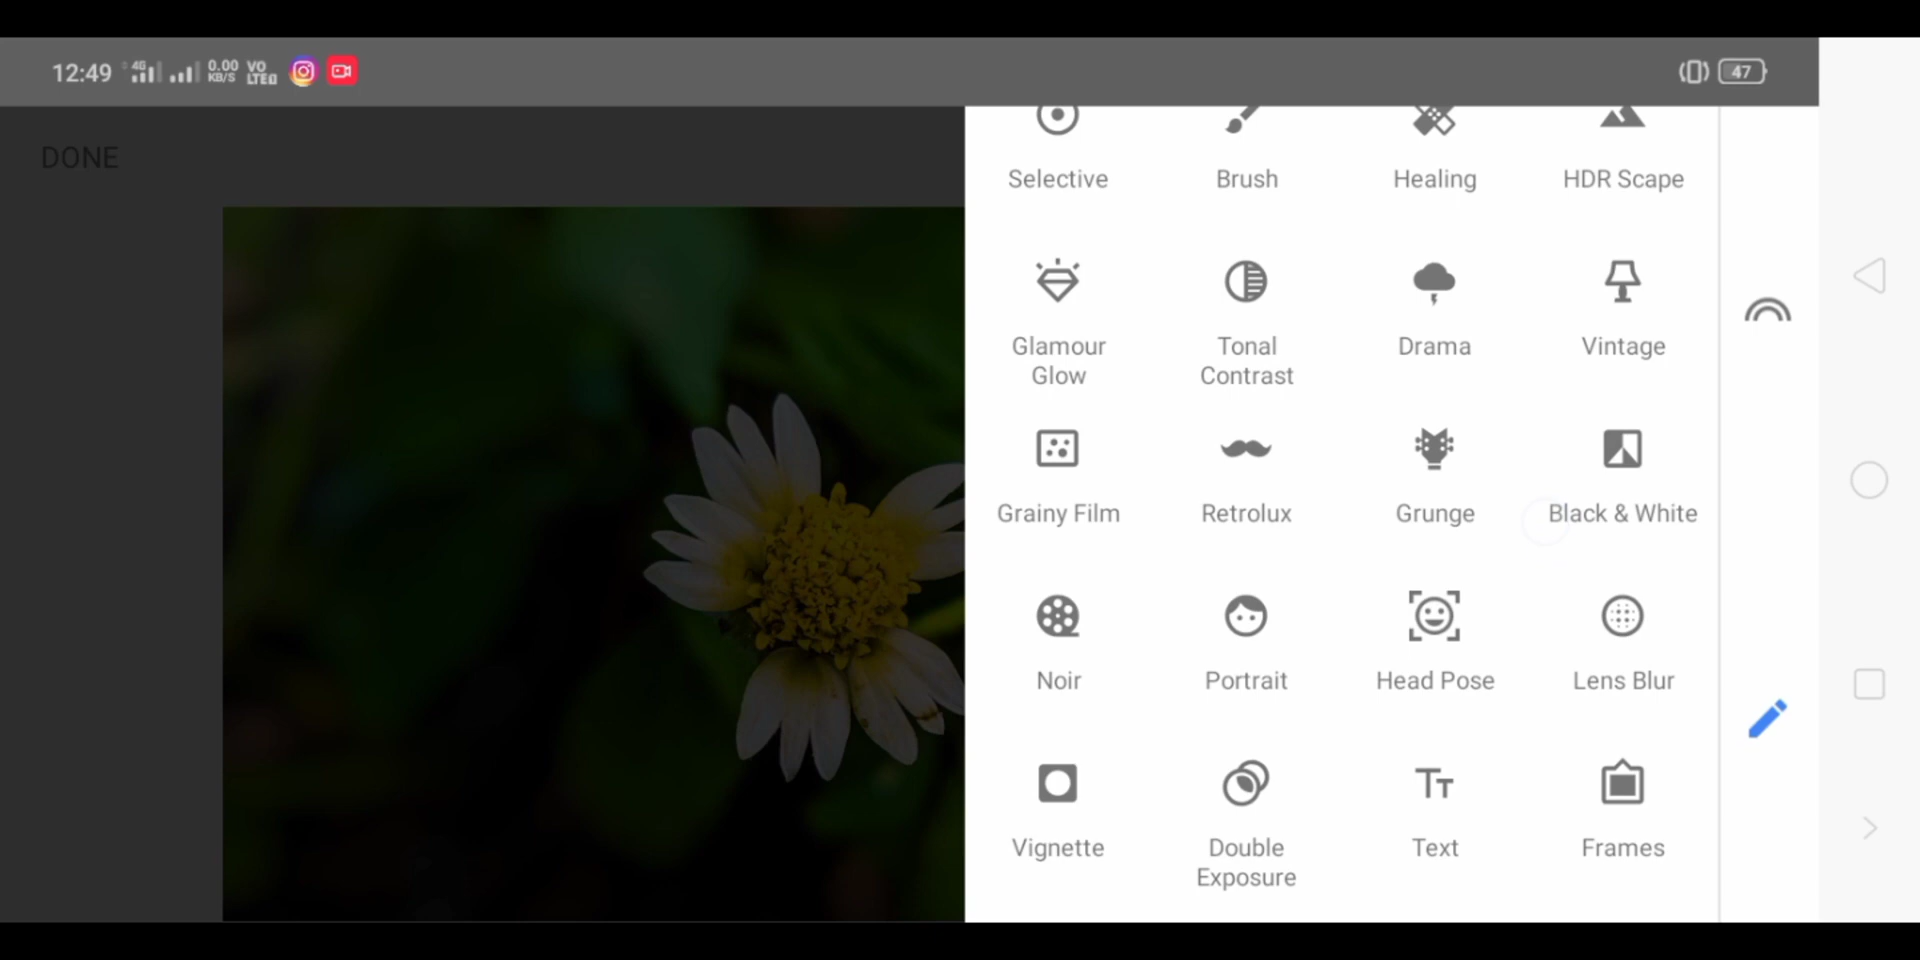 12:49 4G 0.00 KB/S VO LTE 47
DONE
Selective Brush Healing HDR Scape
Glamour Glow Tonal Contrast Drama Vintage
Grainy Film Retrolux Grunge Black & White
Noir Portrait Head Pose Lens Blur
Vignette Double Exposure Text Frames